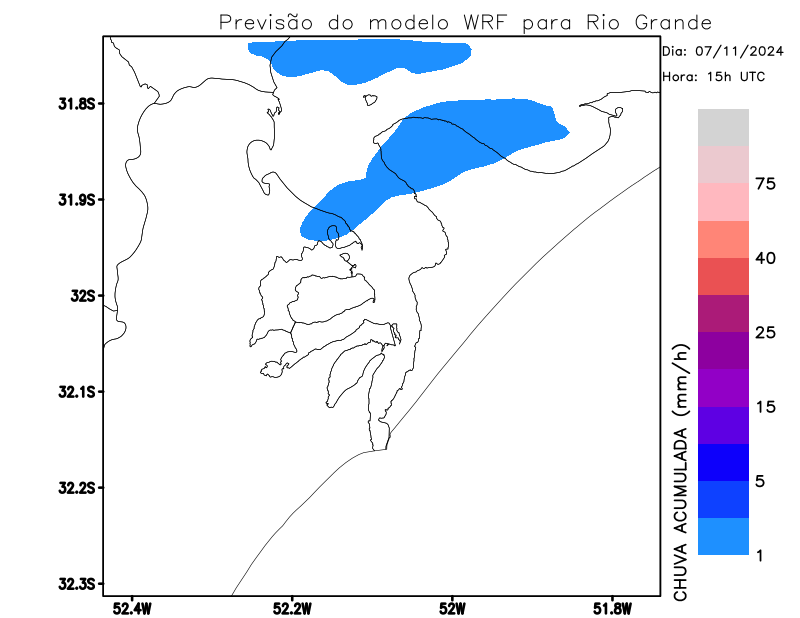 Previsão do modelo WRF para Rio Grande
Dia: 07/11/2024
Hora: 15h UTC
31.8S
31.9S
32S
32.1S
32.2S
32.3S
52.4W
52.2W
52W
51.8W
75
40
25
15
5
1
CHUVA ACUMULADA (mm/h)